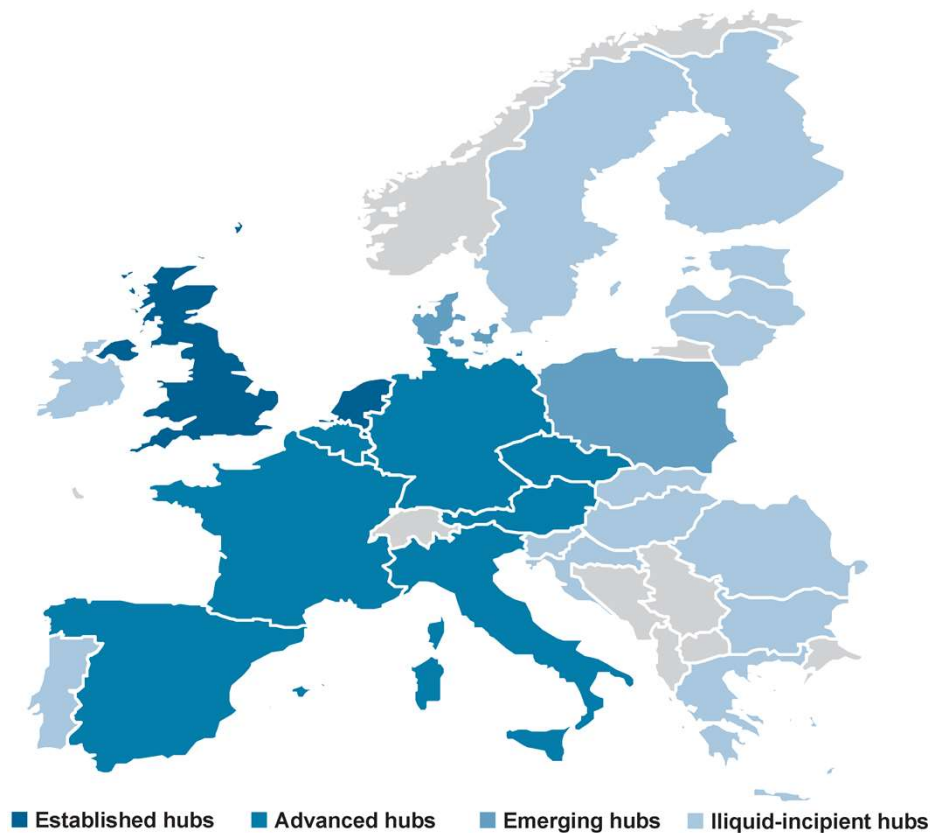 Established hubs
Advanced hubs
Emerging hubs
Iliquid-incipient hubs